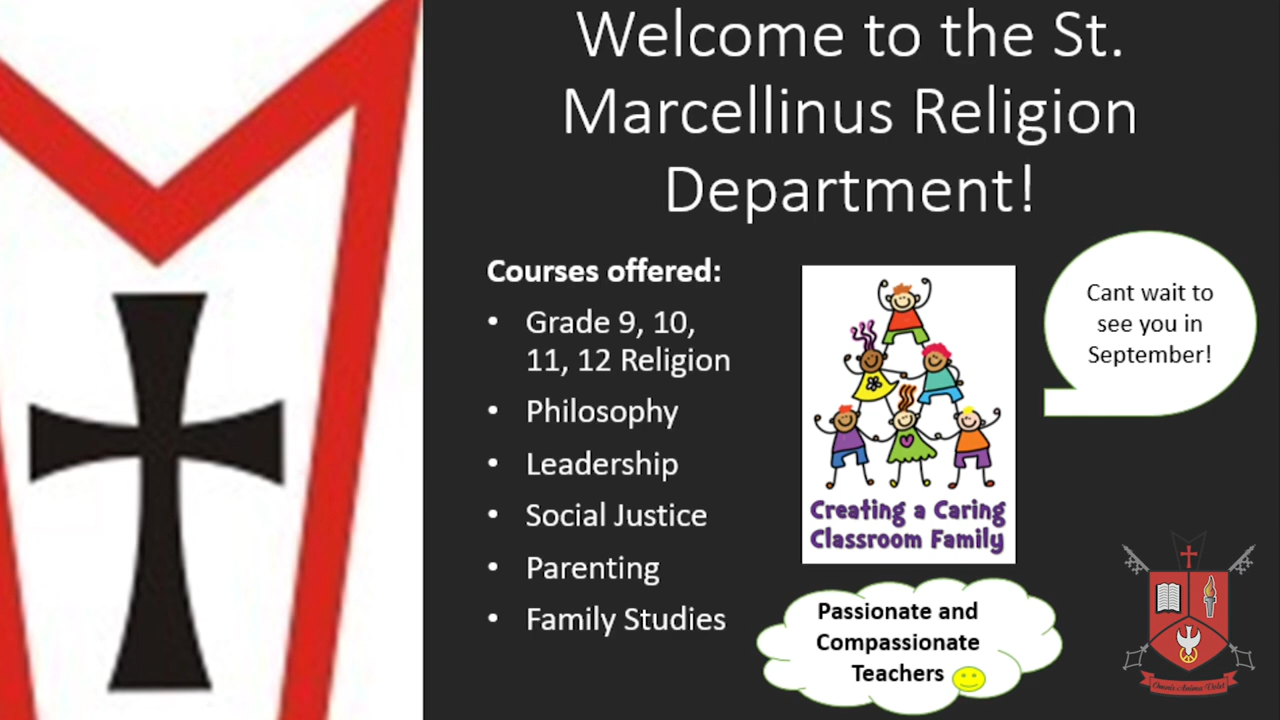 Welcome to the St.
Marcellinus Religion
Department!
Courses offered:
• Grade 9, 10,
11, 12 Religion
• Philosophy
• Leadership
• Social Justice
• Parenting
• Family Studies
Creating a Caring
Classroom Family
Cant wait to
see you in
September!
Passionate and
Compassionate
Teachers